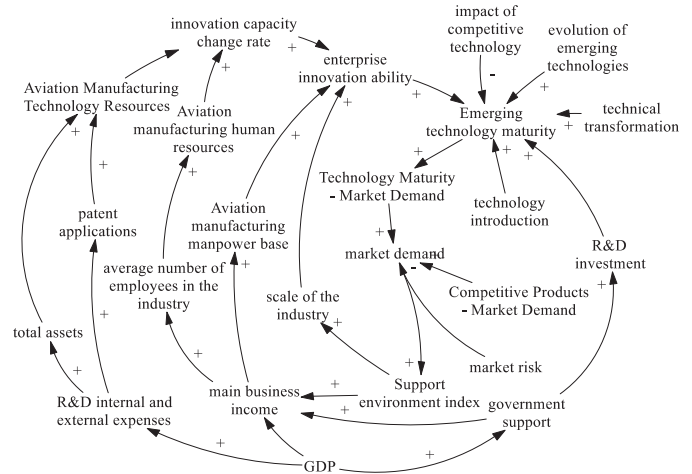 innovation capacity
change rate
impact of
competitive
technology
evolution of
emerging
technologies
enterprise
innovation ability
Aviation Manufacturing
Technology Resources
Aviation
manufacturing human
resources
Emerging
technology maturity
technical
transformation
Technology Maturity
- Market Demand
technology
introduction
patent
applications
Aviation
manufacturing
manpower base
market demand
R&D
investment
average number of
employees in the
industry
scale of the
industry
Competitive Products
- Market Demand
total assets
market risk
R&D internal and
external expenses
main business
income
Support
environment index
government
support
GDP